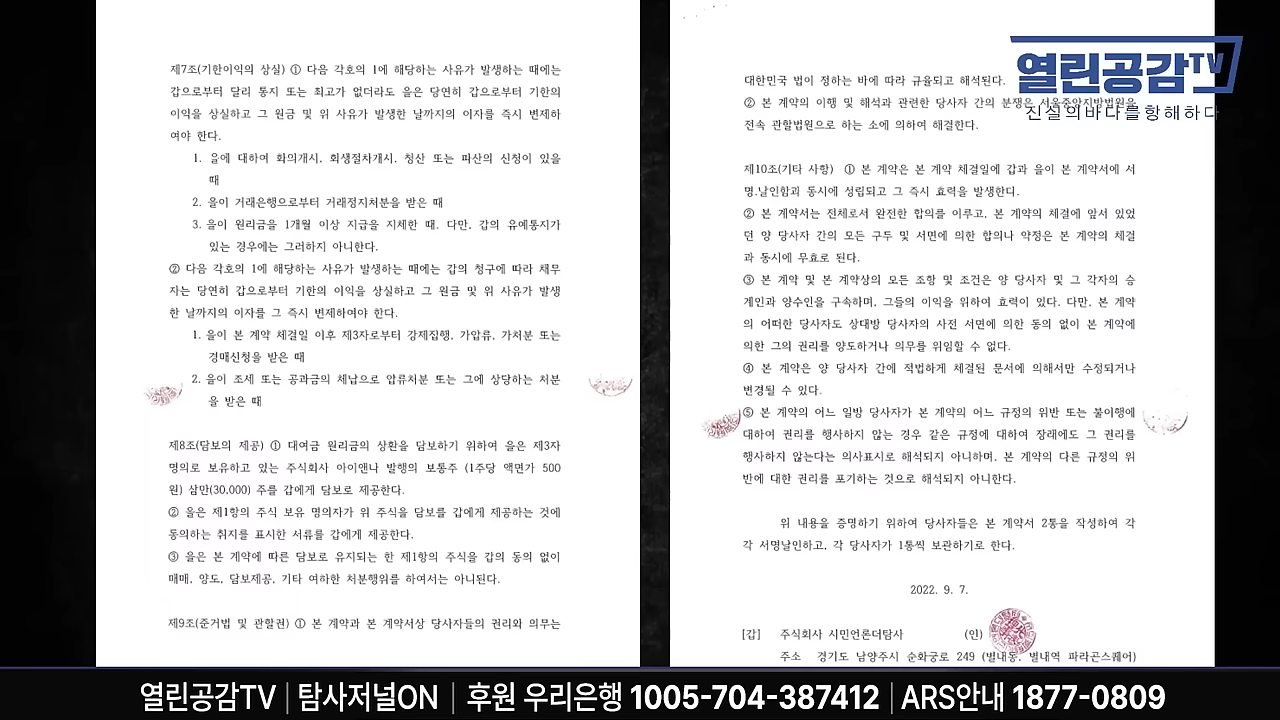 제7조(기한이익의 상실) ① 다음 각호의 1에 해당하는 사유가 발생하는 때에는
갑으로부터 달리 통지 또는 최고가 없더라도 을은 당연히 갑으로부터 기한의
이익을 상실하고 그 원금 및 위 사유가 발생한 날까지의 이자를 즉시 변제하
여야 한다.
1. 을에 대하여 화의개시, 회생절차개시, 청산 또는 파산의 신청이 있을
때
2. 을이 거래은행으로부터 거래정지처분을 받은 때
3. 을이 원리금을 1개월 이상 지급을 지체한 때. 다만, 갑의 유예통지가
있는 경우에는 그러하지 아니한다.
② 다음 각호의 1에 해당하는 사유가 발생하는 때에는 갑의 청구에 따라 채무
자는 당연히 갑으로부터 기한의 이익을 상실하고 그 원금 및 위 사유가 발생
한 날까지의 이자를 그 즉시 변제하여야 한다.
1. 을이 본 계약 체결일 이후 제3자로부터 강제집행, 가압류, 가처분 또는
경매신청을 받은 때
2. 을이 조세 또는 공과금의 체납으로 압류처분 또는 그에 상당하는 처분
을 받은 때
제8조(담보의 제공) ① 대여금 원리금의 상환을 담보하기 위하여 을은 제3자
명의로 보유하고 있는 주식회사 아이앤나 발행의 보통주 (1주당 액면가 500
원) 삼만(30,000) 주를 갑에게 담보로 제공한다.
② 을은 제1항의 주식 보유 명의자가 위 주식을 담보를 갑에게 제공하는 것에
동의하는 취지를 표시한 서류를 갑에게 제공한다.
③ 을은 본 계약에 따른 담보로 유지되는 한 제1항의 주식을 갑의 동의 없이
매매, 양도, 담보제공, 기타 여하한 처분행위를 하여서는 아니된다.
제9조(준거법 및 관할권) ① 본 계약과 본 계약서상 당사자들의 권리와 의무는
대한민국 법이 정하는 바에 따라 규율되고 해석된다.
② 본 계약의 이행 및 해석과 관련한 당사자 간의 분쟁은 서울중앙지방법원을
전속 관할법원으로 하는 소에 의하여 해결한다.
제10조(기타 사항) ① 본 계약은 본 계약 체결일에 갑과 을이 본 계약서에 서
명,날인함과 동시에 성립되고 그 즉시 효력을 발생한다.
② 본 계약서는 전체로서 완전한 합의를 이루고, 본 계약의 체결에 앞서 있었
던 양 당사자 간의 모든 구두 및 서면에 의한 합의나 약정은 본 계약의 체결
과 동시에 무효로 된다.
③ 본 계약 및 본 계약상의 모든 조항 및 조건은 양 당사자 및 그 각자의 승
계인과 양수인을 구속하며, 그들의 이익을 위하여 효력이 있다. 다만, 본 계약
의 어떠한 당사자도 상대방 당사자의 사전 서면에 의한 동의 없이 본 계약에
의한 그의 권리를 양도하거나 의무를 위임할 수 없다.
④ 본 계약은 양 당사자 간에 적법하게 체결된 문서에 의해서만 수정되거나
변경될 수 있다.
⑤ 본 계약의 어느 일방 당사자가 본 계약의 어느 규정의 위반 또는 불이행에
대하여 권리를 행사하지 않는 경우 같은 규정에 대하여 장래에도 그 권리를
행사하지 않는다는 의사표시로 해석되지 아니하며, 본 계약의 다른 규정의 위
반에 대한 권리를 포기하는 것으로 해석되지 아니한다.
위 내용을 증명하기 위하여 당사자들은 본 계약서 2통을 작성하여 각
각 서명날인하고, 각 당사자가 1통씩 보관하기로 한다.
2022. 9. 7.
[갑] 주식회사 시민언론더탐사 (인)
주소 경기도 남양주시 순화궁로 249 (별내동, 별내역 파라곤스퀘어)
열린공감TV
진실의바다를항해하다
열린공감TV | 탐사저널ON | 후원 우리은행 1005-704-387412 | ARS안내 1877-0809